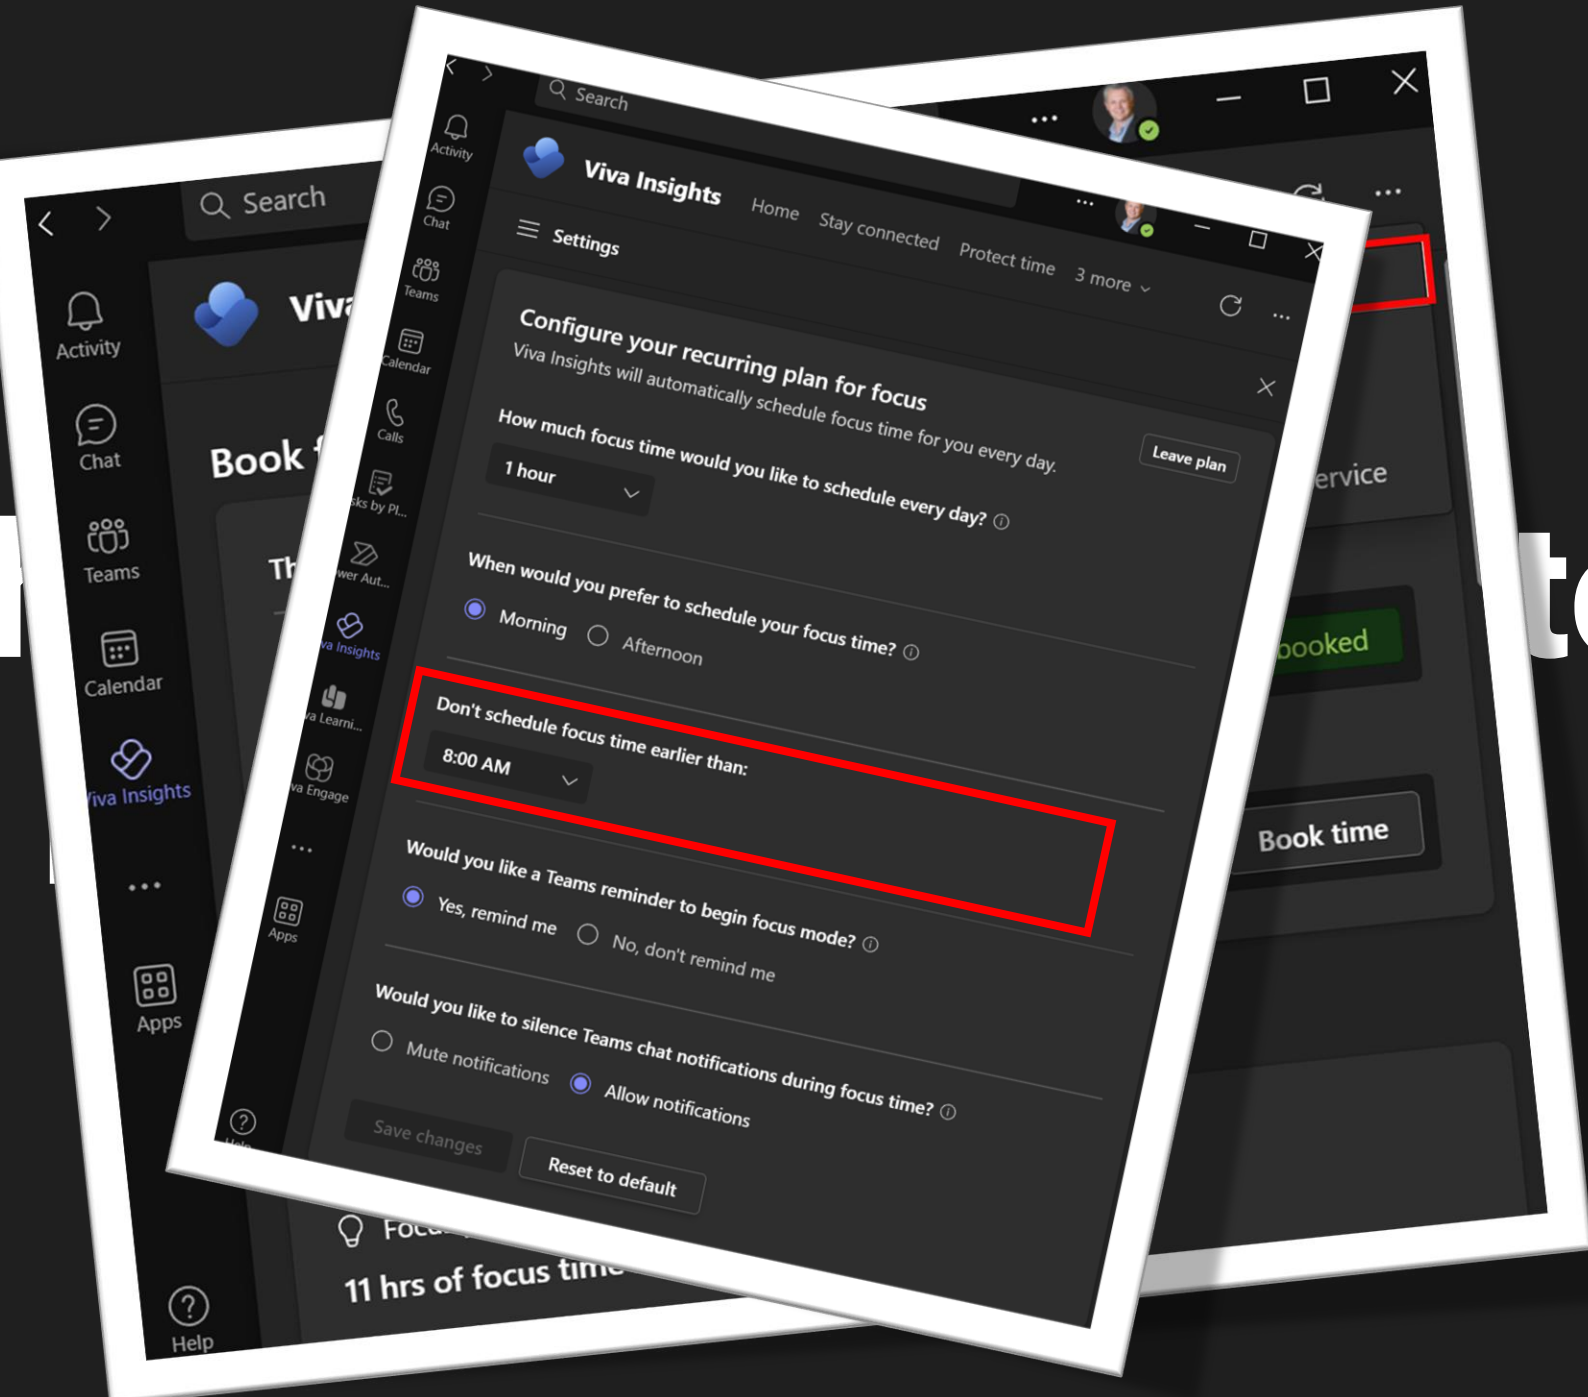 Search
Activity
Chat
Teams
Calendar
Apps
Help
Book
11 hrs of focus time
Search
Activity
Chat
Teams
Calendar
Calls
Apps
Viva Insights
Home Stay connected Protect time 3 more
Settings
Configure your recurring plan for focus
Viva Insights will automatically schedule focus time for you every day.
Leave plan
How much focus time would you like to schedule every day?
1 hour
When would you prefer to schedule your focus time?
Morning Afternoon
Don't schedule focus time earlier than:
8:00 AM
Would you like a Teams reminder to begin focus mode?
Yes, remind me No, don't remind me
Would you like to silence Teams chat notifications during focus time?
Mute notifications Allow notifications
Save changes Reset to default
booked
Book time